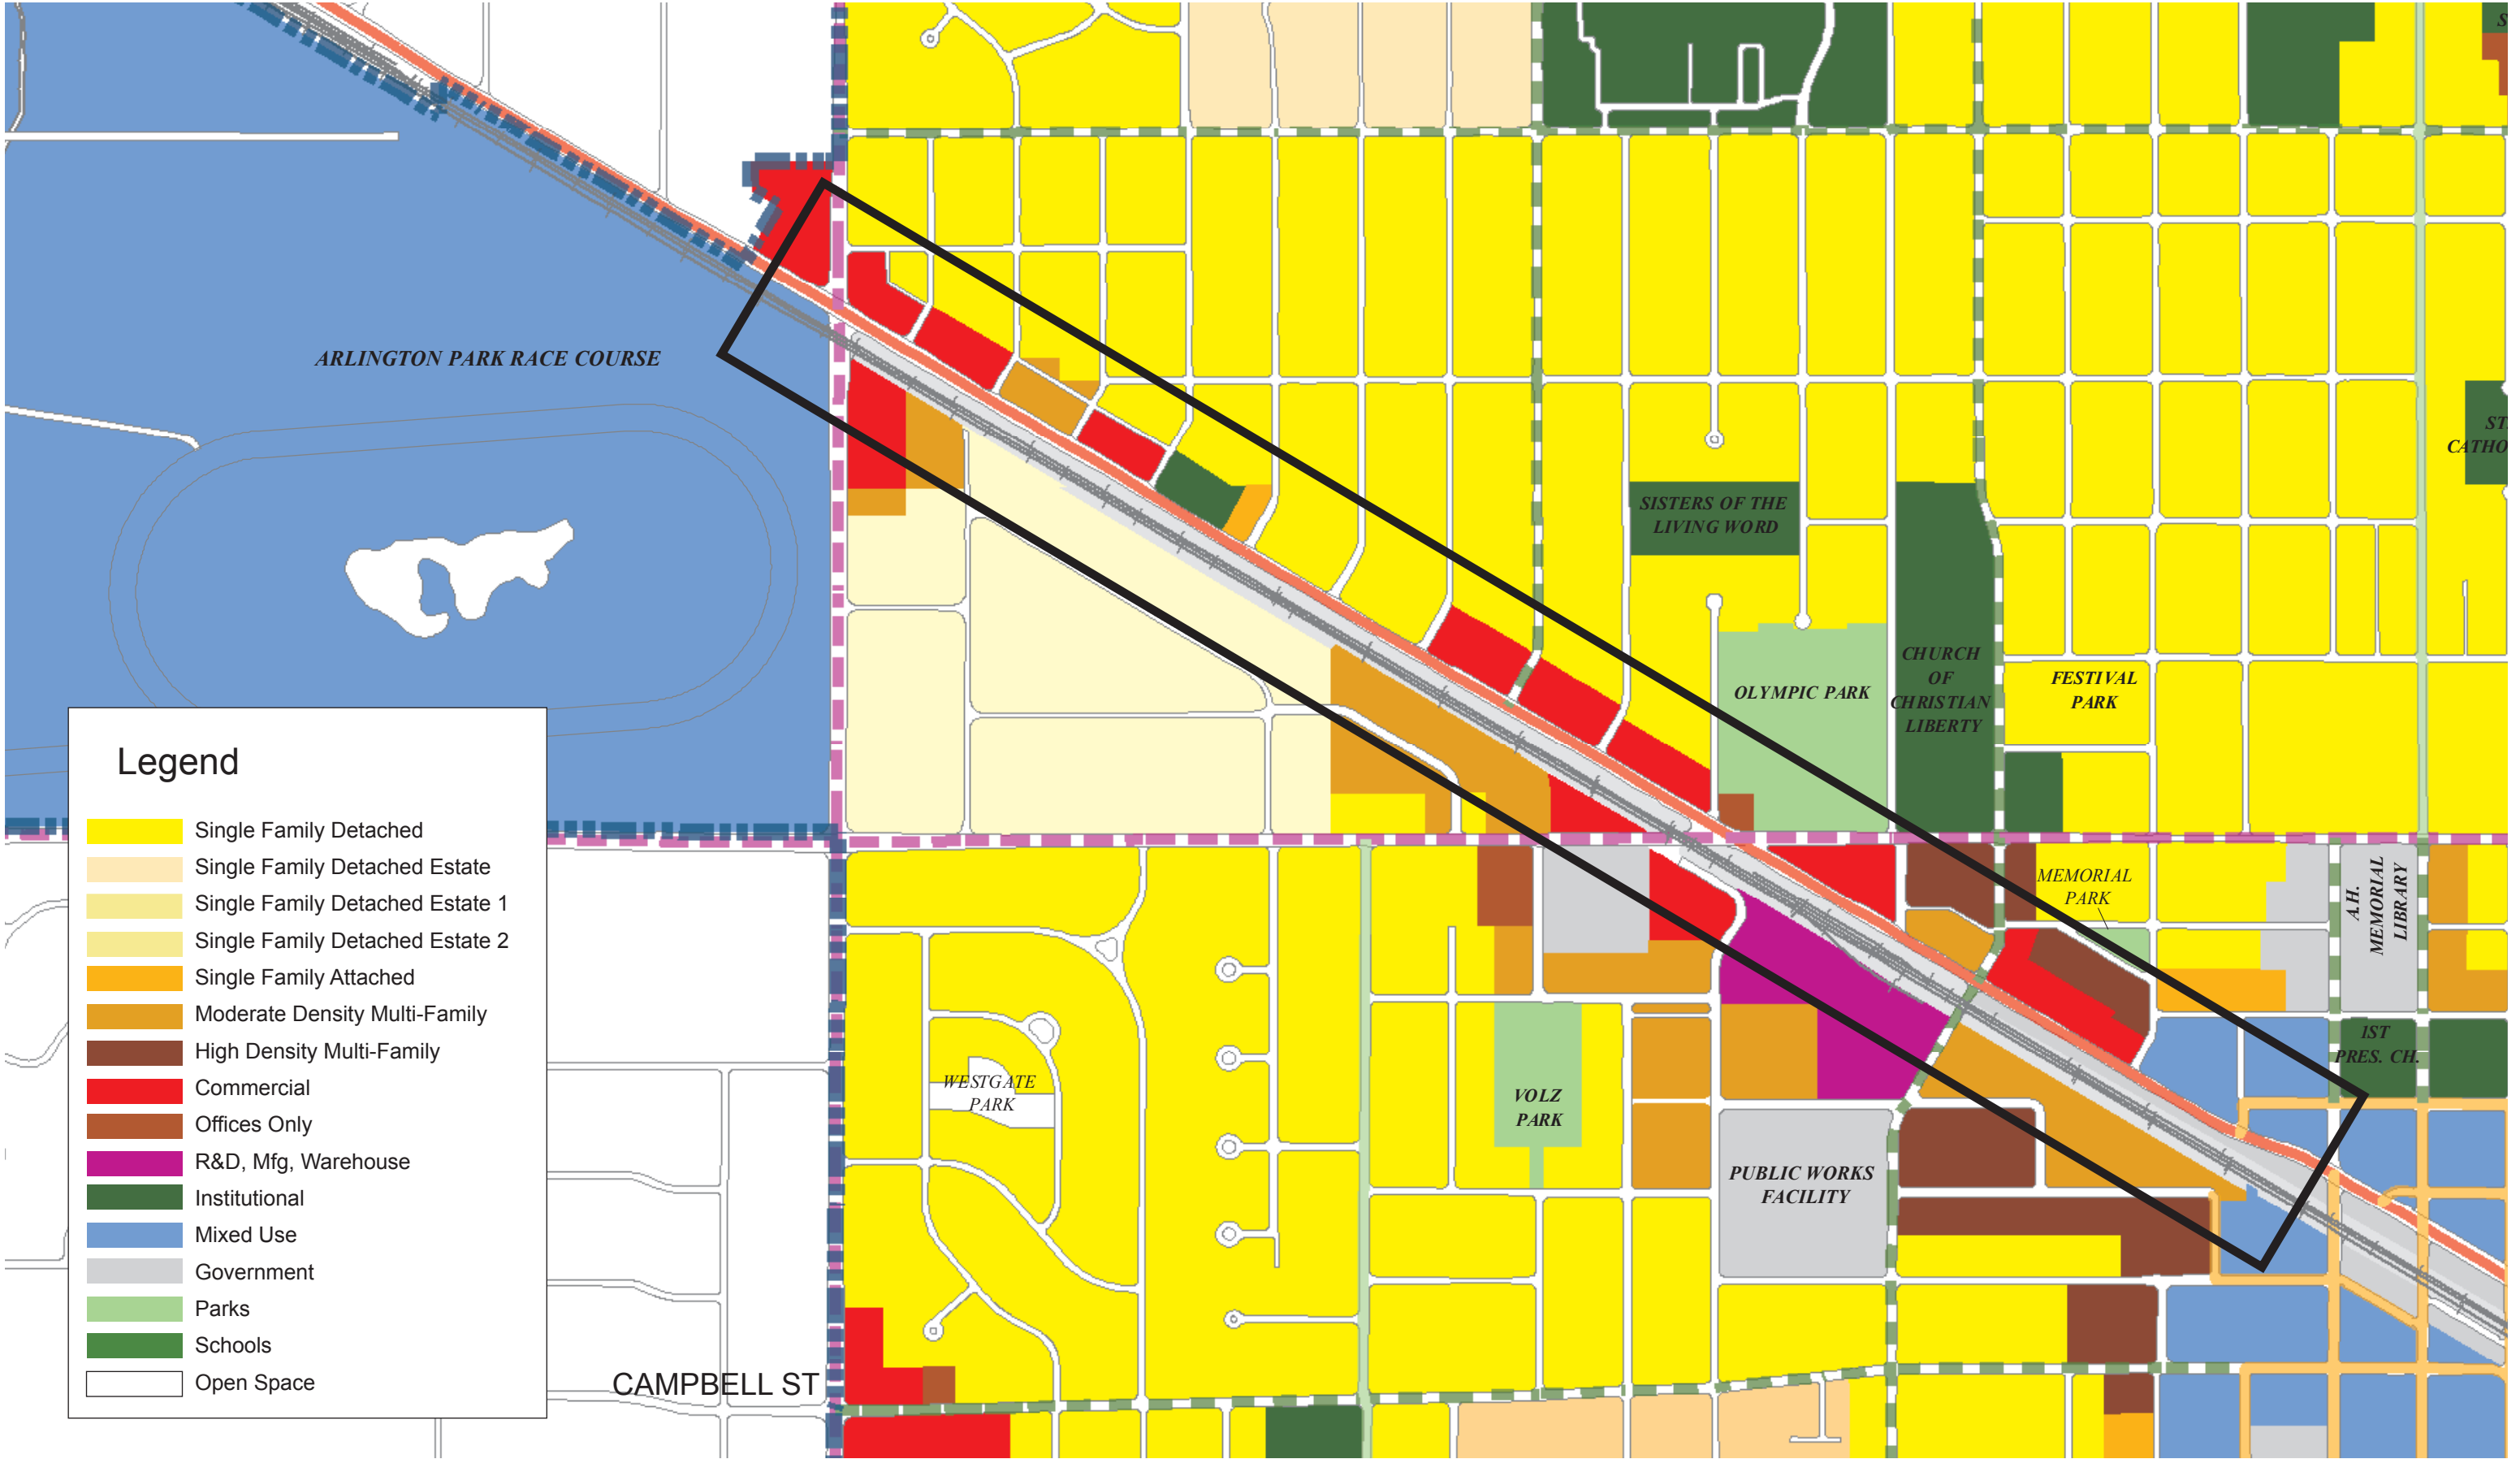 ARLINGTON PARK RACE COURSE
SISTERS OF THE
LIVING WORD
ST.
CATHO
S
OLYMPIC PARK
CHURCH
OF
CHRISTIAN
LIBERTY
FESTIVAL
PARK
MEMORIAL
PARK
A.H.
MEMORIAL
LIBRARY
1ST
PRES. CH.
WESTGATE
PARK
VOLZ
PARK
PUBLIC WORKS
FACILITY
CAMPBELL ST
Legend
Single Family Detached
Single Family Detached Estate
Single Family Detached Estate 1
Single Family Detached Estate 2
Single Family Attached
Moderate Density Multi-Family
High Density Multi-Family
Commercial
Offices Only
R&D, Mfg, Warehouse
Institutional
Mixed Use
Government
Parks
Schools
Open Space